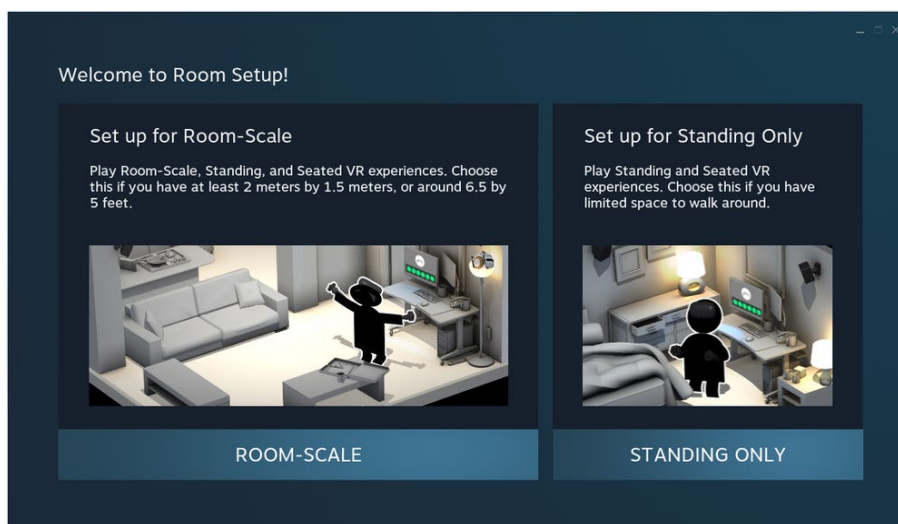 Welcome to Room Setup!
Set up for Room-Scale
Play Room-Scale, Standing, and Seated VR experiences. Choose
this if you have at least 2 meters by 1.5 meters, or around 6.5 by
5 feet.
ROOM-SCALE
Set up for Standing Only
Play Standing and Seated VR
experiences. Choose this if you have
limited space to walk around.
STANDING ONLY